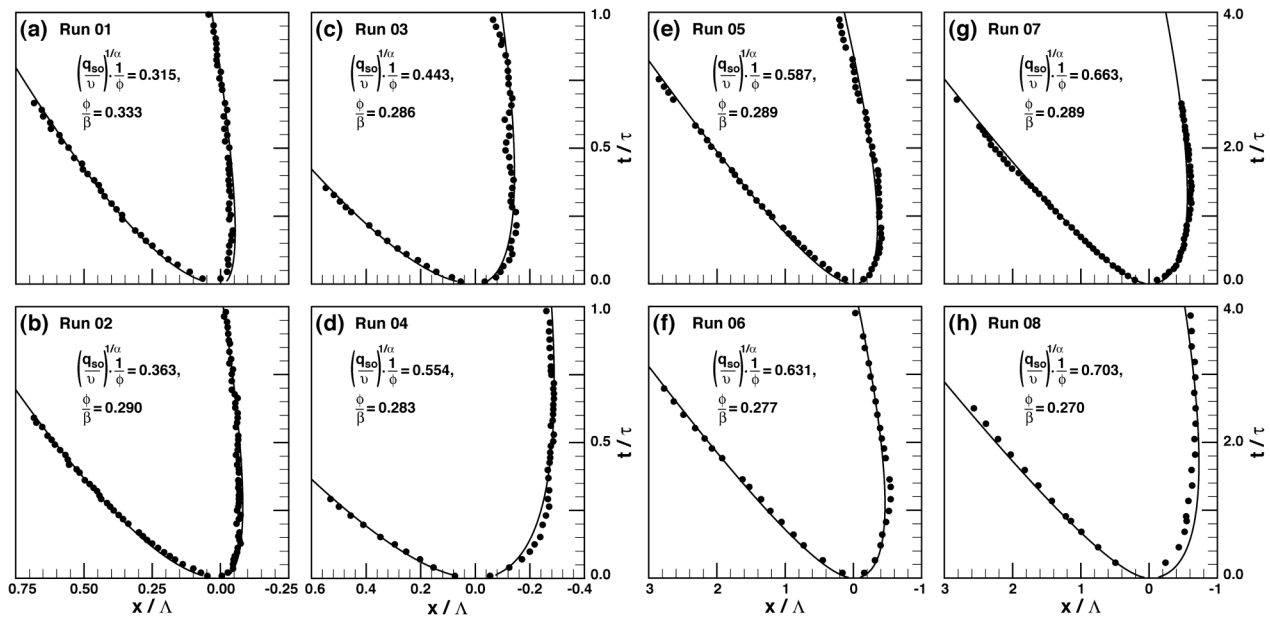 (a) Run 01
(q_so/υ)^1/α · 1/ϕ = 0.315,
ϕ/β = 0.333
0.75 0.50 0.25 0.00 -0.25
(b) Run 02
(q_so/υ)^1/α · 1/ϕ = 0.363,
ϕ/β = 0.290
x / Λ
(c) Run 03
(q_so/υ)^1/α · 1/ϕ = 0.443,
ϕ/β = 0.286
1.0
0.5
0.0
t / τ
(d) Run 04
(q_so/υ)^1/α · 1/ϕ = 0.554,
ϕ/β = 0.283
1.0
0.5
0.0
t / τ
0.6 0.4 0.2 0.0 -0.2 -0.4
x / Λ
(e) Run 05
(q_so/υ)^1/α · 1/ϕ = 0.587,
ϕ/β = 0.289
(f) Run 06
(q_so/υ)^1/α · 1/ϕ = 0.631,
ϕ/β = 0.277
3 2 1 0 -1
x / Λ
(g) Run 07
(q_so/υ)^1/α · 1/ϕ = 0.663,
ϕ/β = 0.289
4.0
2.0
0.0
t / τ
(h) Run 08
(q_so/υ)^1/α · 1/ϕ = 0.703,
ϕ/β = 0.270
4.0
2.0
0.0
t / τ
3 2 1 0 -1
x / Λ